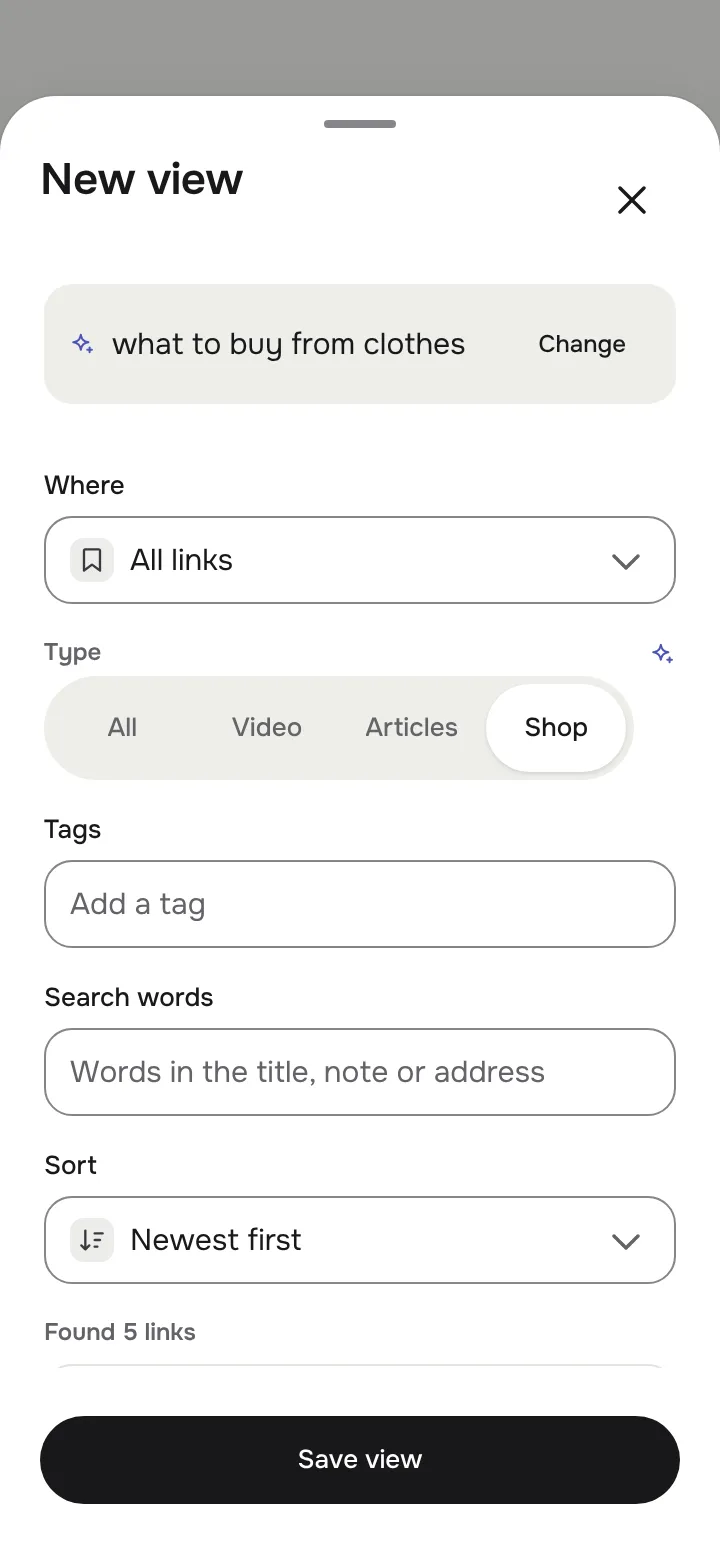 New view
what to buy from clothes
Change
Where
All links
Type
All
Video
Articles
Shop
Tags
Add a tag
Search words
Words in the title, note or address
Sort
Newest first
Found 5 links
Save view